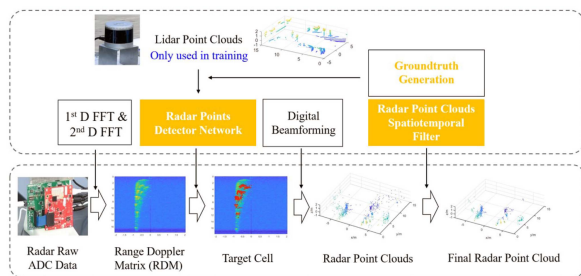 Lidar Point Clouds
Only used in training
Groundtruth
Generation
1st D FFT &
2nd D FFT
Radar Points
Detector Network
Digital
Beamforming
Radar Point Clouds
Spatiotemporal
Filter
Radar Raw
ADC Data
Range Doppler
Matrix (RDM)
Target Cell
Radar Point Clouds
Final Radar Point Cloud